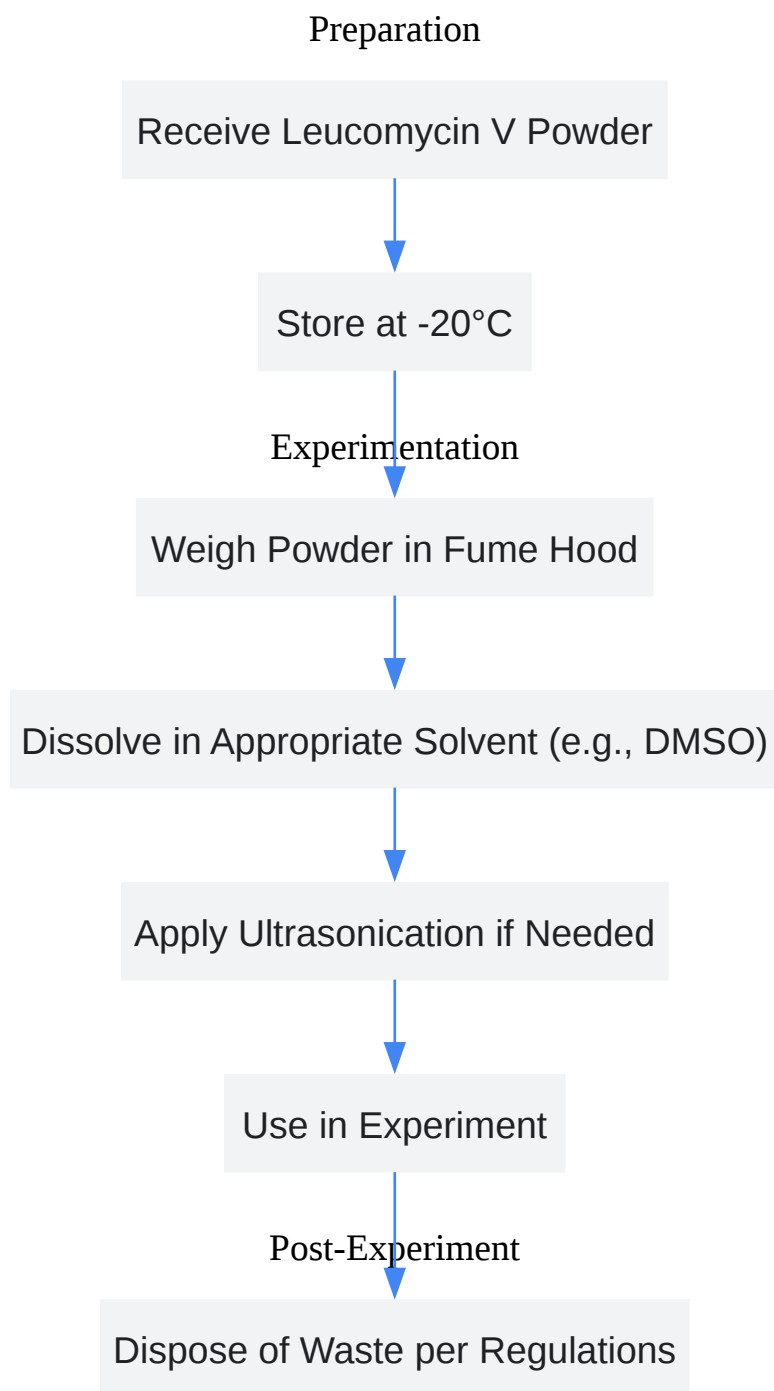 Preparation
Receive Leucomycin V Powder
Store at -20°C
Experimentation
Weigh Powder in Fume Hood
Dissolve in Appropriate Solvent (e.g., DMSO)
Apply Ultrasonication if Needed
Use in Experiment
Post-Experiment
Dispose of Waste per Regulations